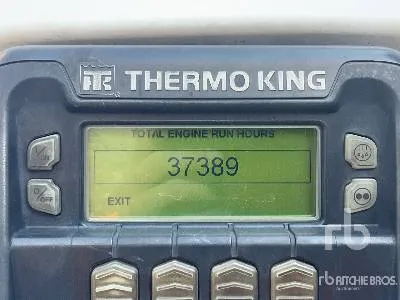 THERMO KING
TOTAL ENGINE RUN HOURS
37389
EXIT
OFF
rb
RITCHIE BROS.